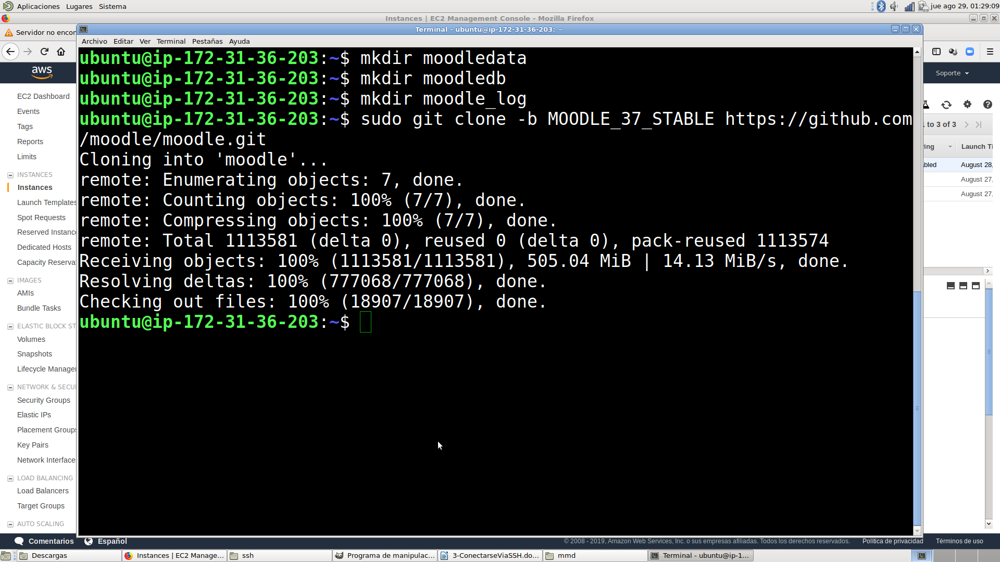 Aplicaciones Lugares Sistema
jue ago 29, 01:29:09
Instances | EC2 Management Console - Mozilla Firefox
Servidor no encor
Terminal - ubuntu@ip-172-31-36-203: ~
Archivo Editar Ver Terminal Pestañas Ayuda
ubuntu@ip-172-31-36-203:~$ mkdir moodledata
ubuntu@ip-172-31-36-203:~$ mkdir moodledb
ubuntu@ip-172-31-36-203:~$ mkdir moodle_log
ubuntu@ip-172-31-36-203:~$ sudo git clone -b MOODLE_37_STABLE https://github.com
/moodle/moodle.git
Cloning into 'moodle'...
remote: Enumerating objects: 7, done.
remote: Counting objects: 100% (7/7), done.
remote: Compressing objects: 100% (7/7), done.
remote: Total 1113581 (delta 0), reused 0 (delta 0), pack-reused 1113574
Receiving objects: 100% (1113581/1113581), 505.04 MiB | 14.13 MiB/s, done.
Resolving deltas: 100% (777068/777068), done.
Checking out files: 100% (18907/18907), done.
ubuntu@ip-172-31-36-203:~$
aws
EC2 Dashboard
Events
Tags
Reports
Limits
INSTANCES
Instances
Launch Templates
Spot Requests
Reserved Instanc
Dedicated Hosts
Capacity Reserva
IMAGES
AMIs
Bundle Tasks
ELASTIC BLOCK ST
Volumes
Snapshots
Lifecycle Manager
NETWORK & SECU
Security Groups
Elastic IPs
Placement Groups
Key Pairs
Network Interfaces
LOAD BALANCING
Load Balancers
Target Groups
AUTO SCALING
Soporte
1 to 3 of 3
ring
Launch Ti
bled
August 28,
August 27,
August 27,
Comentarios
Español
© 2008 - 2019, Amazon Web Services, Inc. o sus empresas afiliadas. Todos los derechos reservados.
Política de privacidad
Términos de uso
Descargas
Instances | EC2 Manage...
ssh
Programa de manipulac...
3-ConectarseViaSSH.do...
mmd
Terminal - ubuntu@ip-1...